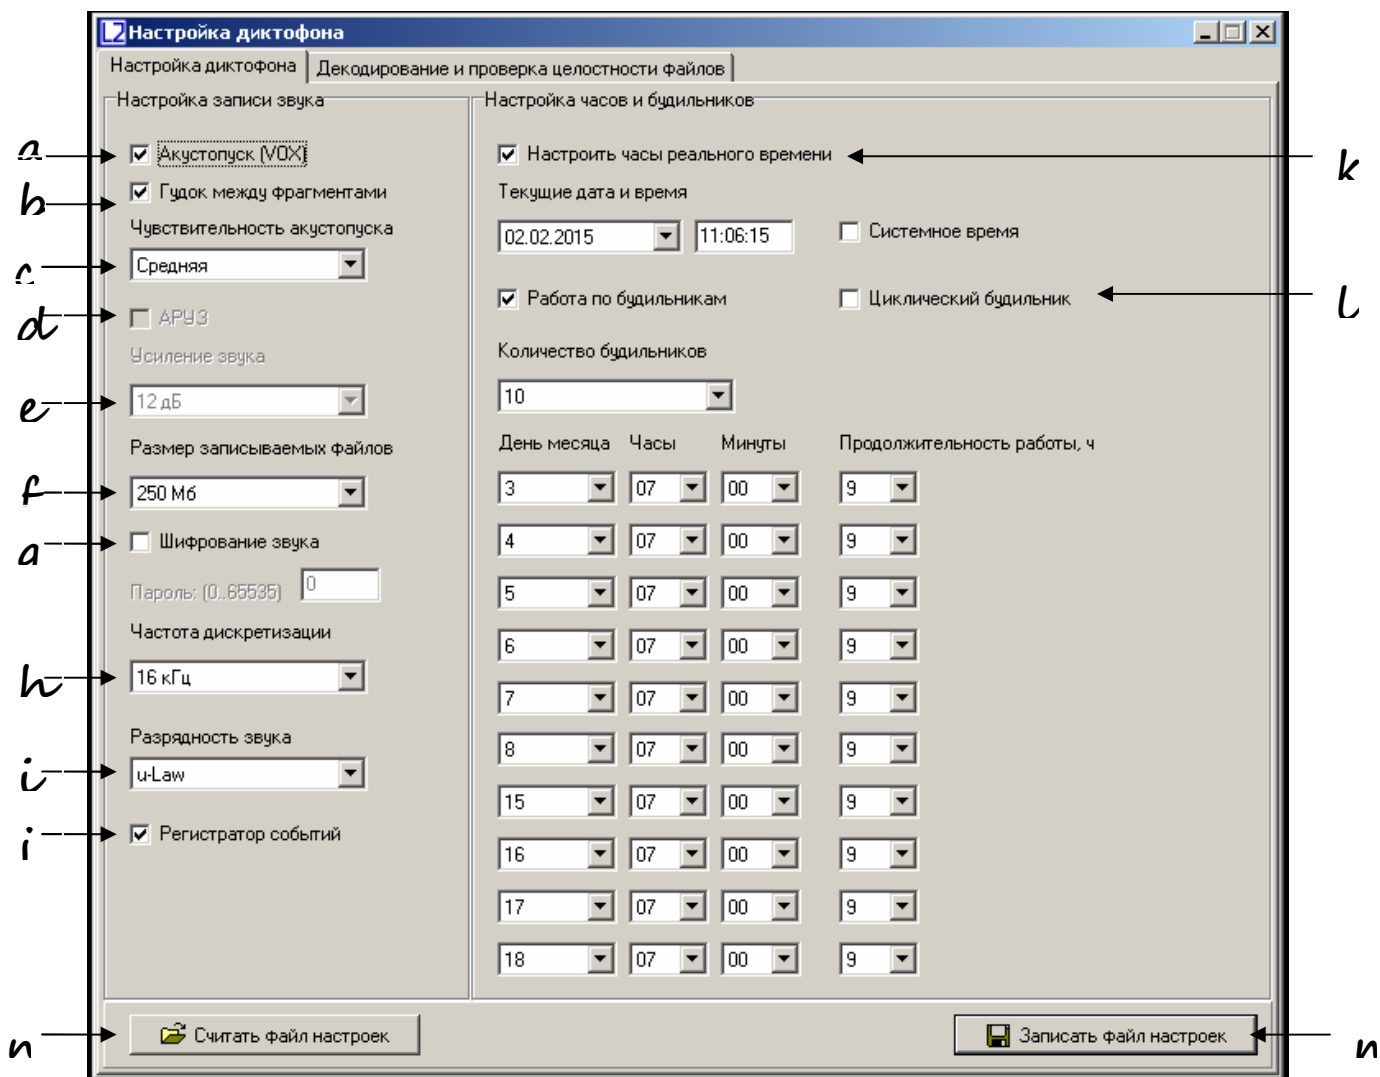 Настройка диктофона
Настройка диктофона Декодирование и проверка целостности файлов
Настройка записи звука
a Акустопуск (VOX)
b Гудок между фрагментами
Чувствительность акустопуска
c Средняя
d АРУЗ
Усиление звука
e 12 дБ
Размер записываемых файлов
f 250 Мб
a Шифрование звука
Пароль: (0..65535) 0
Частота дискретизации
h 16 кГц
Разрядность звука
i u-Law
i Регистратор событий
Настройка часов и будильников
Настроить часы реального времени k
Текущие дата и время
02.02.2015 11:06:15 Системное время
Работа по будильникам Циклический будильник l
Количество будильников
10
День месяца Часы Минуты Продолжительность работы, ч
3 07 00 9
4 07 00 9
5 07 00 9
6 07 00 9
7 07 00 9
8 07 00 9
15 07 00 9
16 07 00 9
17 07 00 9
18 07 00 9
n Считать файл настроек
Записать файл настроек n